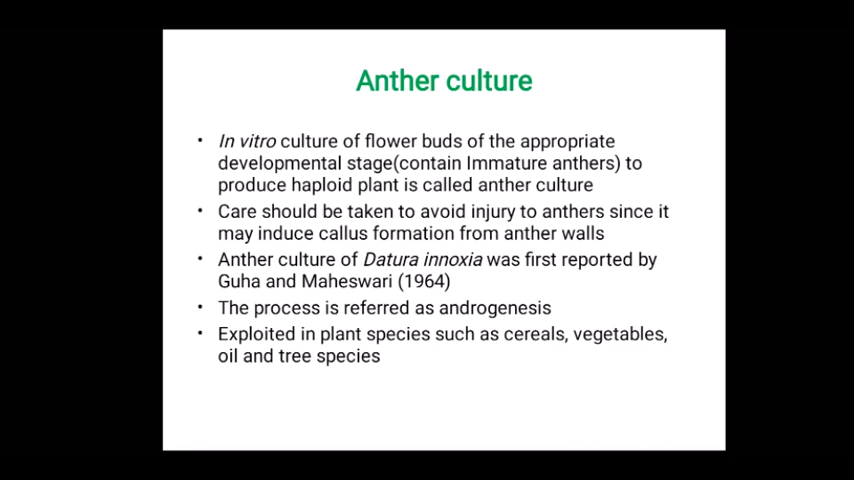 Anther culture
• In vitro culture of flower buds of the appropriate
developmental stage(contain Immature anthers) to
produce haploid plant is called anther culture
• Care should be taken to avoid injury to anthers since it
may induce callus formation from anther walls
• Anther culture of Datura innoxia was first reported by
Guha and Maheswari (1964)
• The process is referred as androgenesis
• Exploited in plant species such as cereals, vegetables,
oil and tree species